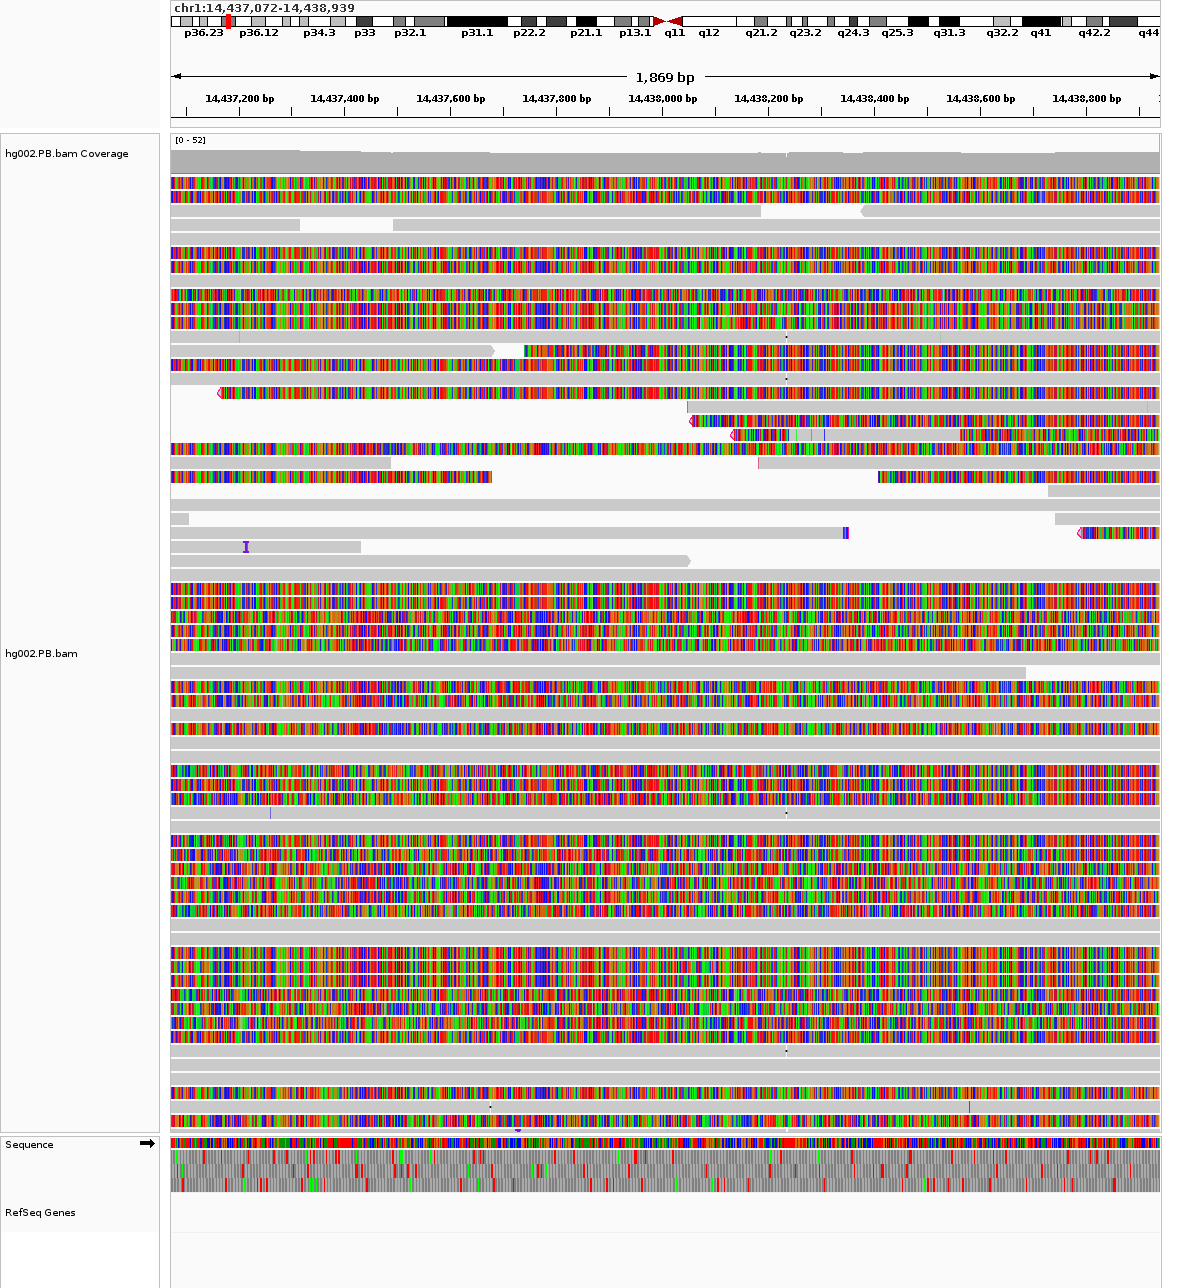 chr1:14,437,072-14,438,939
p36.23 p36.12 p34.3 p33 p32.1 p31.1 p22.2 p21.1 p13.1 q11 q12 q21.2 q23.2 q24.3 q25.3 q31.3 q32.2 q41 q42.2 q44
1,869 bp
14,437,200 bp 14,437,400 bp 14,437,600 bp 14,437,800 bp 14,438,000 bp 14,438,200 bp 14,438,400 bp 14,438,600 bp 14,438,800 bp 1
[0 - 52]
hg002.PB.bam Coverage
I
hg002.PB.bam
Sequence
RefSeq Genes